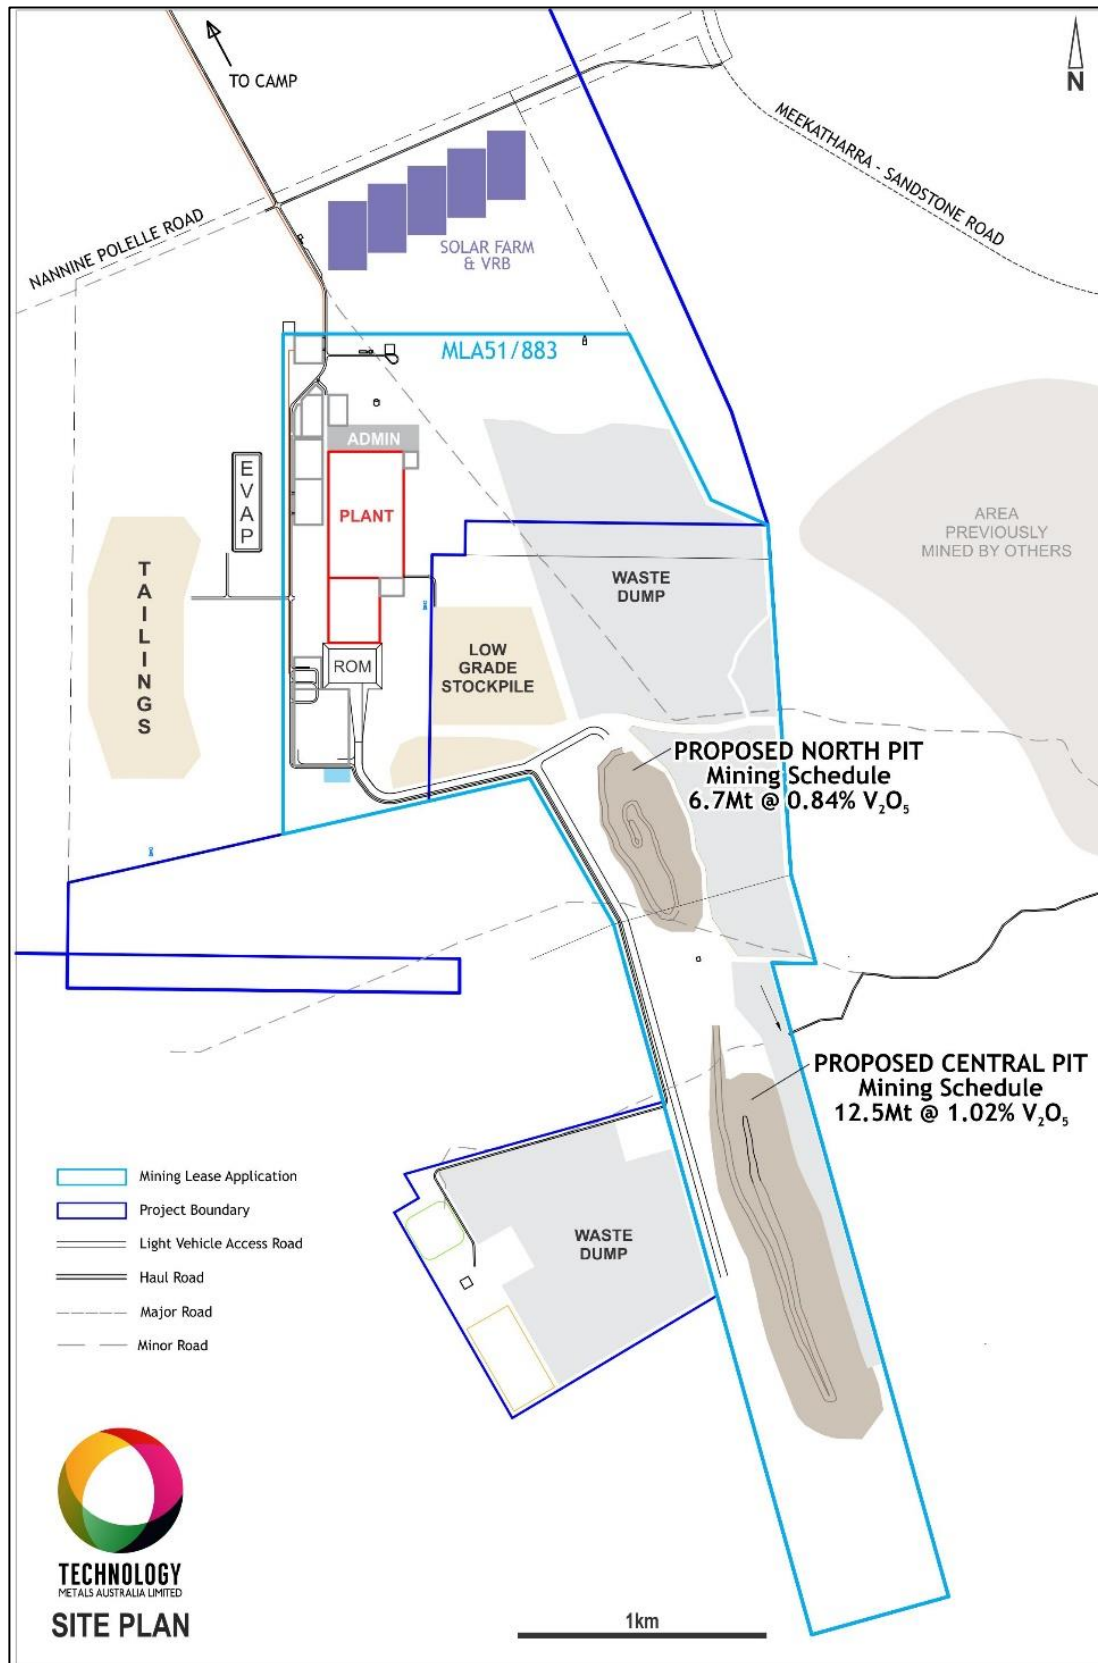 TO CAMP
N
MEEKATHARRA - SANDSTONE ROAD
NANNINE POLELLE ROAD
SOLAR FARM
& VRB
MLA51/883
ADMIN
EVAP
PLANT
AREA
PREVIOUSLY
MINED BY OTHERS
WASTE
DUMP
TAILINGS
LOW
GRADE
STOCKPILE
ROM
PROPOSED NORTH PIT
Mining Schedule
6.7Mt @ 0.84% V₂O₅
PROPOSED CENTRAL PIT
Mining Schedule
12.5Mt @ 1.02% V₂O₅
WASTE
DUMP
Mining Lease Application
Project Boundary
Light Vehicle Access Road
Haul Road
Major Road
Minor Road
TECHNOLOGY
METALS AUSTRALIA LIMITED
SITE PLAN
1km